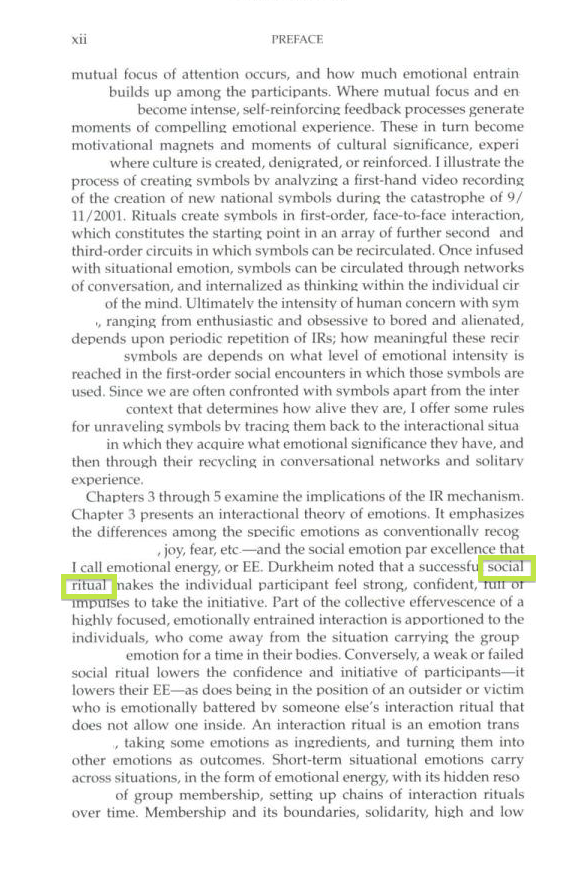 xii
PREFACE
mutual focus of attention occurs, and how much emotional entrain
builds up among the participants. Where mutual focus and en
become intense, self-reinforcing feedback processes generate
moments of compelling emotional experience. These in turn become
motivational magnets and moments of cultural significance, experi
where culture is created, denigrated, or reinforced. I illustrate the
process of creating symbols by analyzing a first-hand video recording
of the creation of new national symbols during the catastrophe of 9/
11/2001. Rituals create symbols in first-order, face-to-face interaction,
which constitutes the starting point in an array of further second and
third-order circuits in which symbols can be recirculated. Once infused
with situational emotion, symbols can be circulated through networks
of conversation, and internalized as thinking within the individual cir
of the mind. Ultimately the intensity of human concern with sym
, ranging from enthusiastic and obsessive to bored and alienated,
depends upon periodic repetition of IRs; how meaningful these recir
symbols are depends on what level of emotional intensity is
reached in the first-order social encounters in which those symbols are
used. Since we are often confronted with symbols apart from the inter
context that determines how alive they are, I offer some rules
for unraveling symbols by tracing them back to the interactional situa
in which they acquire what emotional significance they have, and
then through their recycling in conversational networks and solitary
experience.
Chapters 3 through 5 examine the implications of the IR mechanism.
Chapter 3 presents an interactional theory of emotions. It emphasizes
the differences among the specific emotions as conventionally recog
, joy, fear, etc.—and the social emotion par excellence that
I call emotional energy, or EE. Durkheim noted that a successfu social
ritual makes the individual participant feel strong, confident, full of
impulses to take the initiative. Part of the collective effervescence of a
highly focused, emotionally entrained interaction is apportioned to the
individuals, who come away from the situation carrying the group
emotion for a time in their bodies. Conversely, a weak or failed
social ritual lowers the confidence and initiative of participants—it
lowers their EE—as does being in the position of an outsider or victim
who is emotionally battered by someone else's interaction ritual that
does not allow one inside. An interaction ritual is an emotion trans
, taking some emotions as ingredients, and turning them into
other emotions as outcomes. Short-term situational emotions carry
across situations, in the form of emotional energy, with its hidden reso
of group membership, setting up chains of interaction rituals
over time. Membership and its boundaries, solidarity, high and low